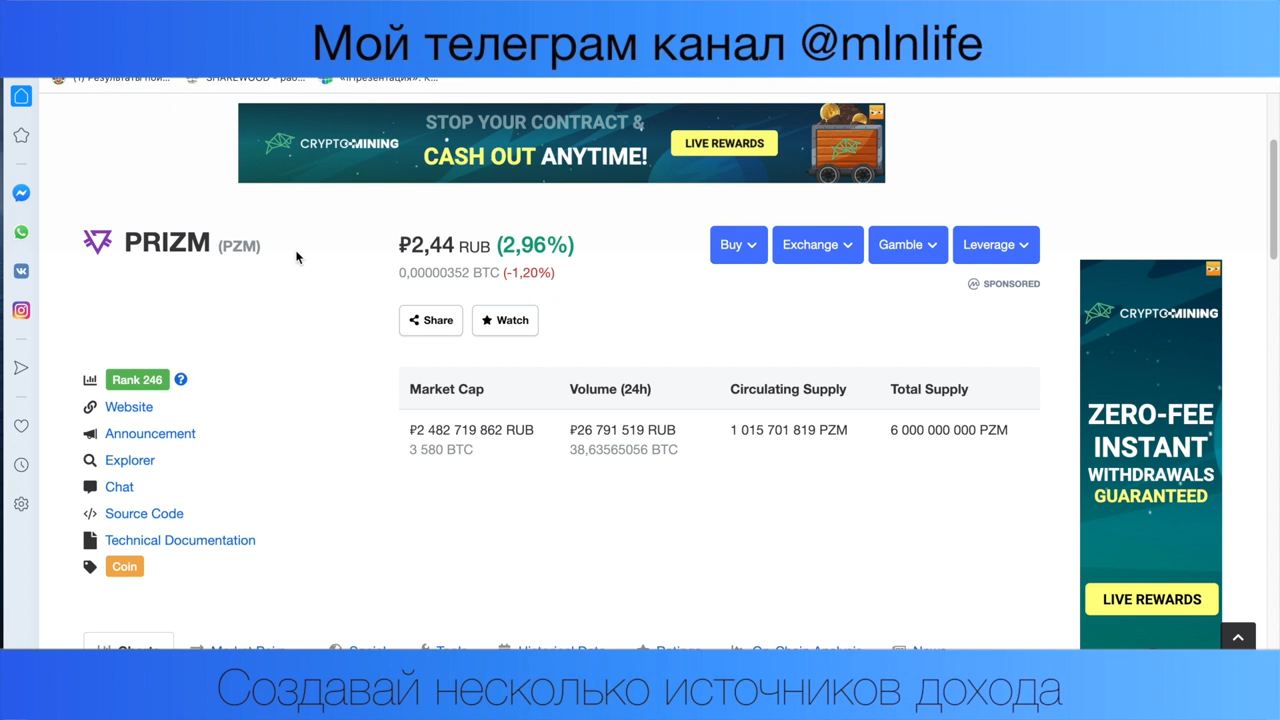 Мой телеграм канал @mlnlife
STOP YOUR CONTRACT &
CRYPTOMINING
CASH OUT ANYTIME!
LIVE REWARDS
PRIZM (PZM)
₽2,44 RUB (2,96%)
0,00000352 BTC (-1,20%)
Buy
Exchange
Gamble
Leverage
SPONSORED
Share
Watch
Rank 246
Website
Announcement
Explorer
Chat
Source Code
Technical Documentation
Coin
Market Cap
Volume (24h)
Circulating Supply
Total Supply
₽2 482 719 862 RUB
₽26 791 519 RUB
1 015 701 819 PZM
6 000 000 000 PZM
3 580 BTC
38,63565056 BTC
CRYPTOMINING
ZERO-FEE
INSTANT
WITHDRAWALS
GUARANTEED
LIVE REWARDS
Создавай несколько источников дохода